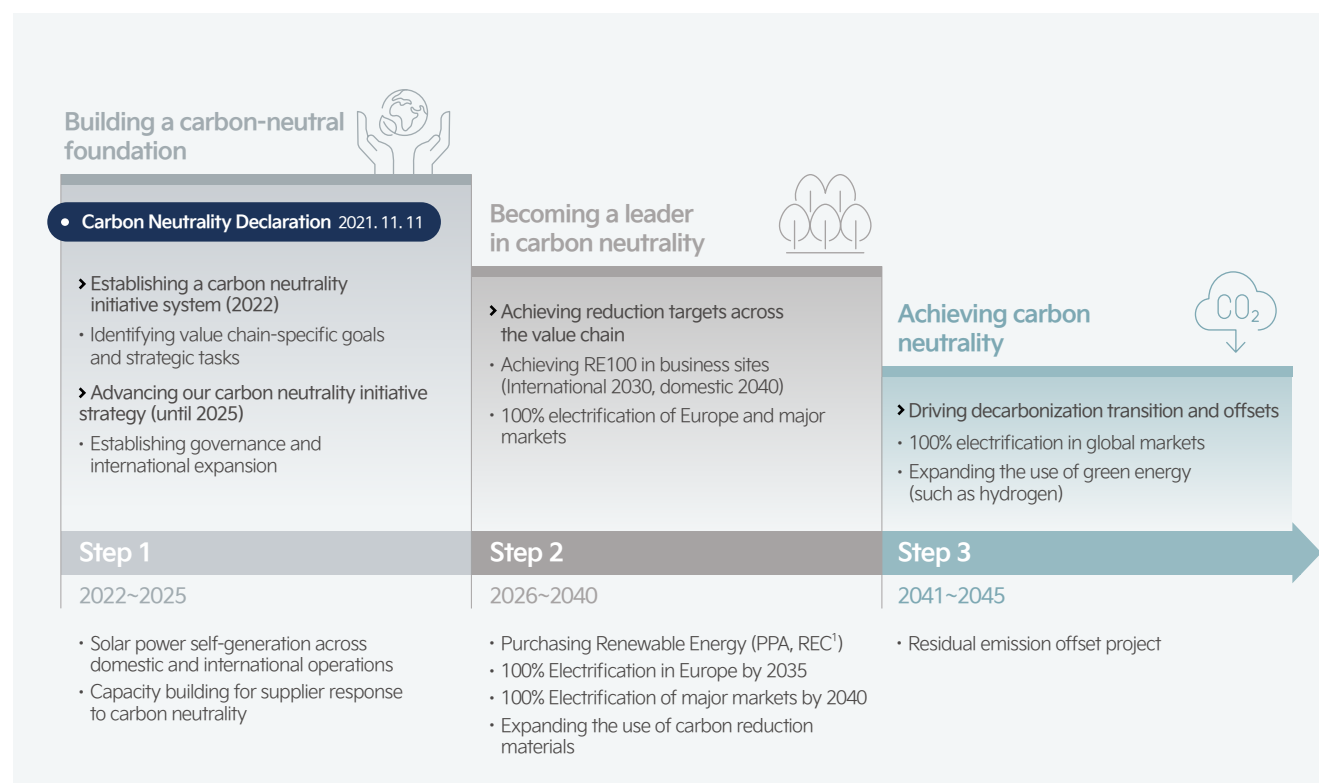 Building a carbon-neutral
foundation
Carbon Neutrality Declaration 2021. 11. 11
Establishing a carbon neutrality
initiative system (2022)
· Identifying value chain-specific goals
and strategic tasks
Advancing our carbon neutrality initiative
strategy (until 2025)
· Establishing governance and
international expansion
Step 1
2022~2025
· Solar power self-generation across
domestic and international operations
· Capacity building for supplier response
to carbon neutrality
Becoming a leader
in carbon neutrality
Achieving reduction targets across
the value chain
· Achieving RE100 in business sites
(International 2030, domestic 2040)
· 100% electrification of Europe and major
markets
Step 2
2026~2040
· Purchasing Renewable Energy (PPA, REC¹)
· 100% Electrification in Europe by 2035
· 100% Electrification of major markets by 2040
· Expanding the use of carbon reduction
materials
Achieving carbon
neutrality
CO₂
Driving decarbonization transition and offsets
· 100% electrification in global markets
· Expanding the use of green energy
(such as hydrogen)
Step 3
2041~2045
· Residual emission offset project